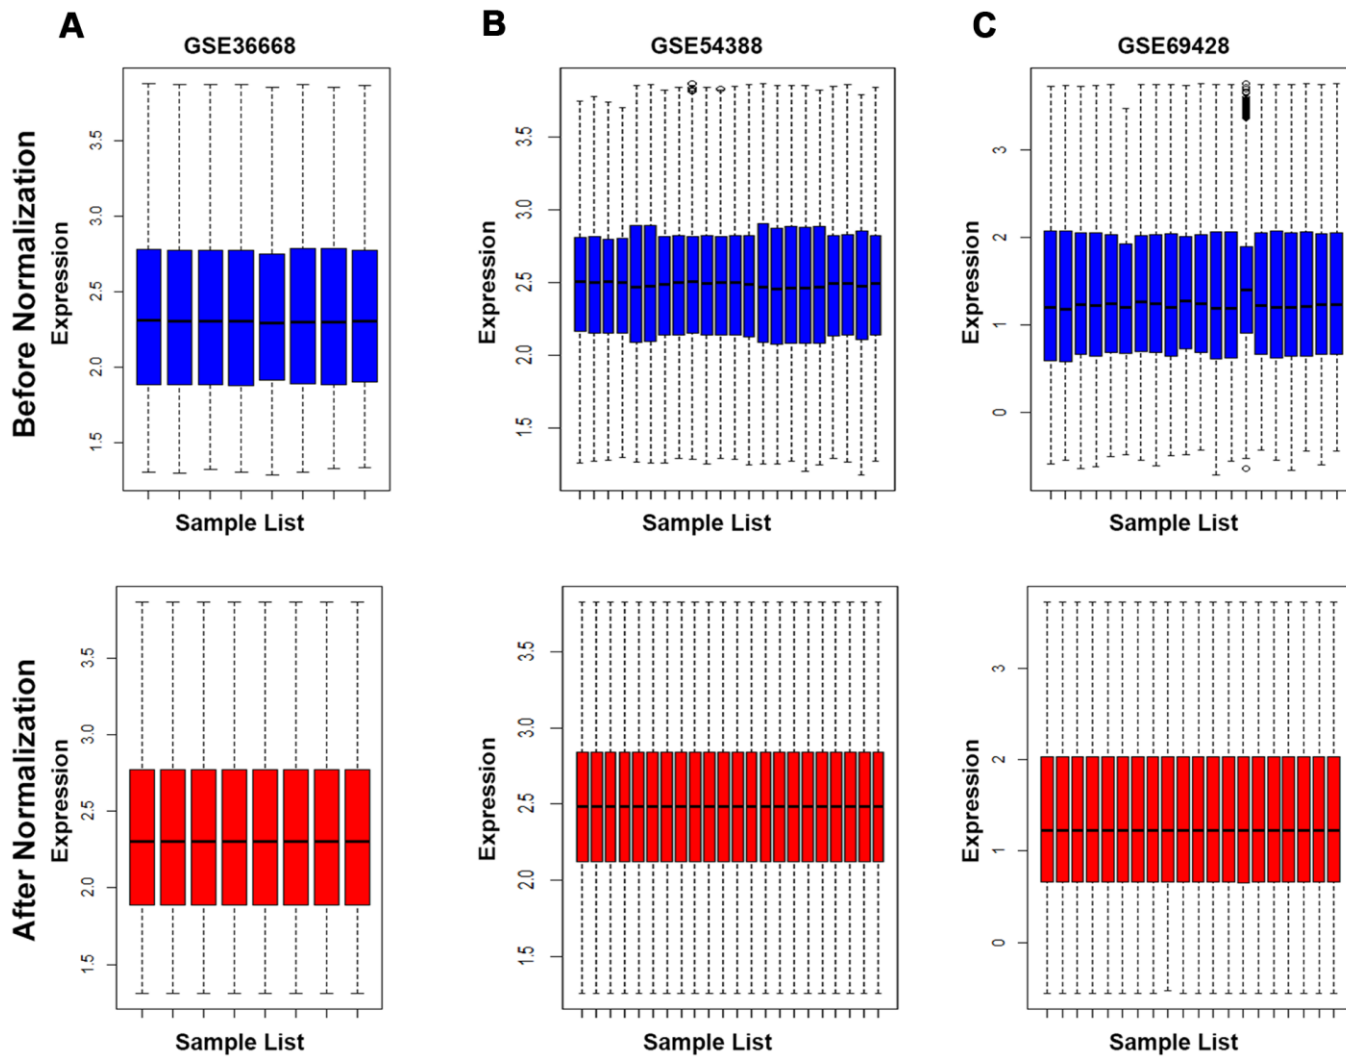 A
B
C
GSE36668
GSE54388
GSE69428
Before Normalization
Expression
3.5
3.0
2.5
2.0
1.5
Sample List
Expression
3.5
3.0
2.5
2.0
1.5
Sample List
Expression
3
2
1
0
Sample List
After Normalization
Expression
3.5
3.0
2.5
2.0
1.5
Sample List
Expression
3.5
3.0
2.5
2.0
1.5
Sample List
Expression
3
2
1
0
Sample List